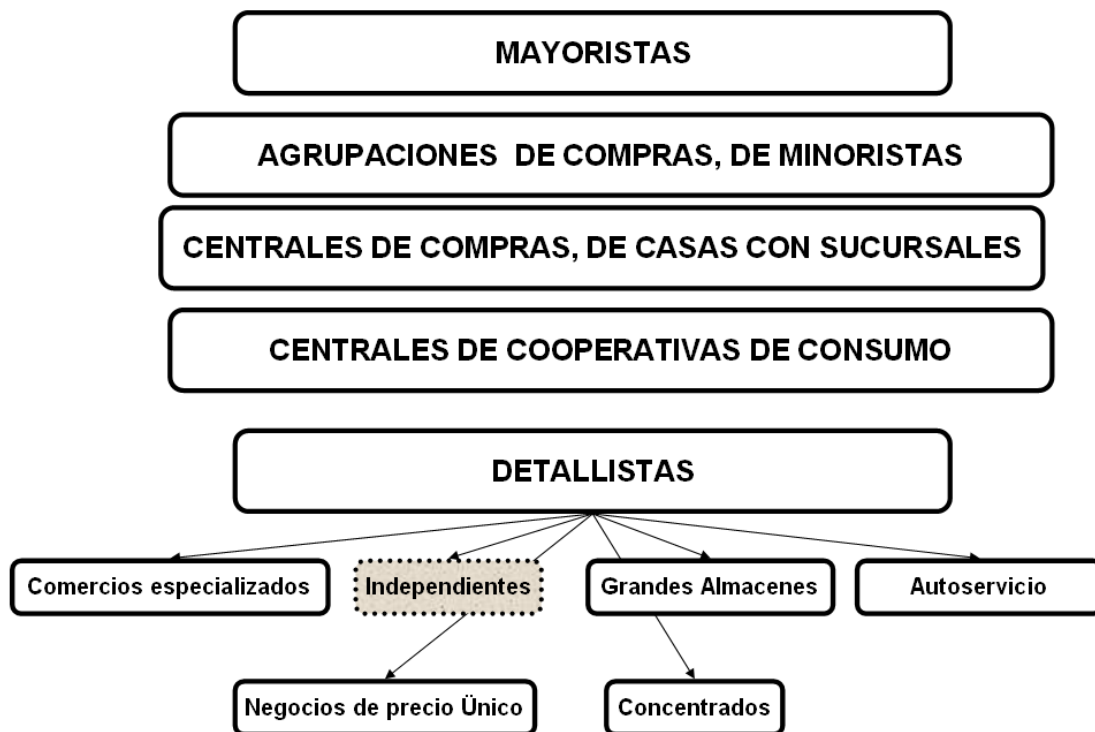 MAYORISTAS
AGRUPACIONES DE COMPRAS, DE MINORISTAS
CENTRALES DE COMPRAS, DE CASAS CON SUCURSALES
CENTRALES DE COOPERATIVAS DE CONSUMO
DETALLISTAS
Comercios especializados
Independientes
Grandes Almacenes
Autoservicio
Negocios de precio Ünico
Concentrados